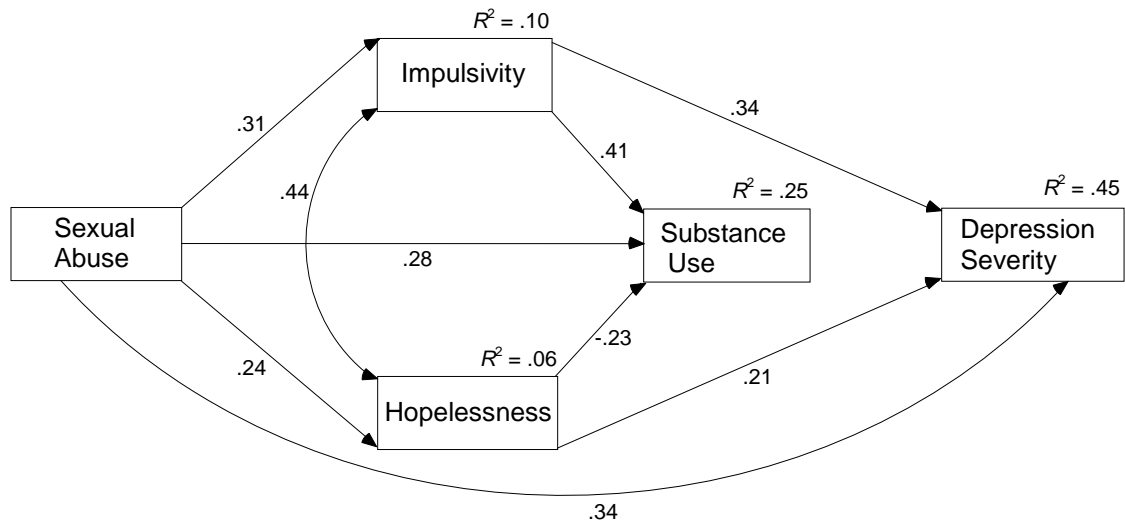 R² = .10
Impulsivity
.31
.34
.41
.44
R² = .25
R² = .45
Sexual
Abuse
Substance
Use
Depression
Severity
.28
-.23
R² = .06
.24
.21
Hopelessness
.34